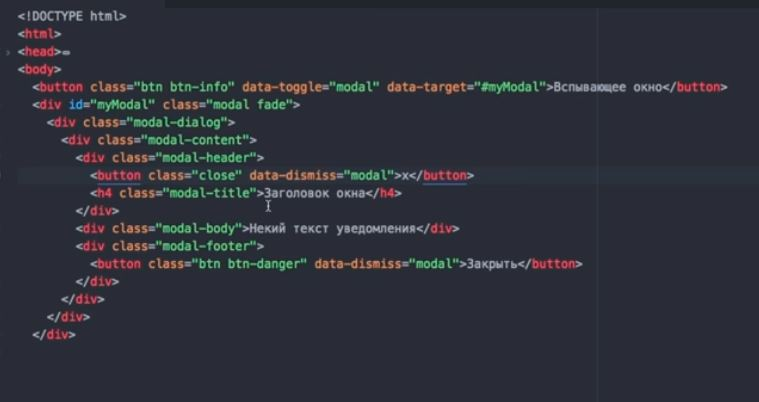 <!DOCTYPE html>
<html>
<head>
<body>
<button class="btn btn-info" data-toggle="modal" data-target="#myModal">Вспывающее окно</button>
<div id="myModal" class="modal fade">
<div class="modal-dialog">
<div class="modal-content">
<div class="modal-header">
<button class="close" data-dismiss="modal">x</button>
<h4 class="modal-title">Заголовок окна</h4>
</div>
<div class="modal-body">Некий текст уведомления</div>
<div class="modal-footer">
<button class="btn btn-danger" data-dismiss="modal">Закрыть</button>
</div>
</div>
</div>
</div>